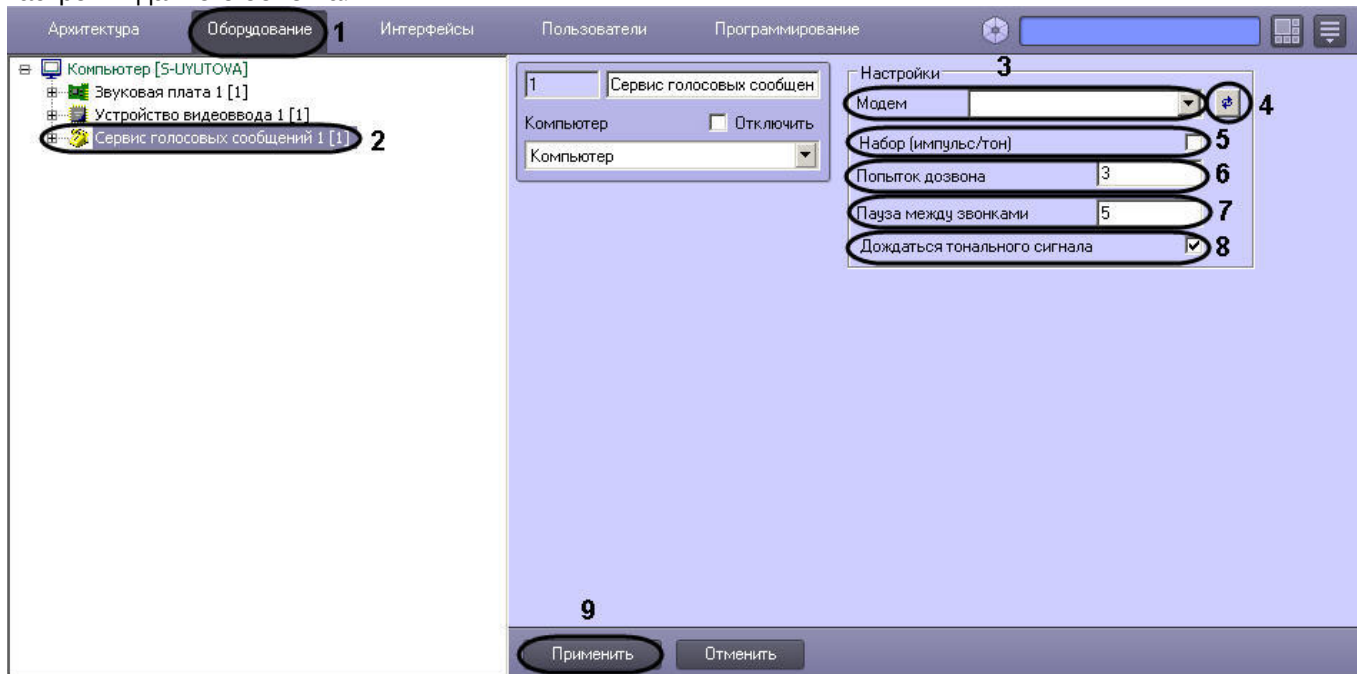 Архитектура Оборудование 1 Интерфейсы Пользователи Программирование
Компьютер [S-UYUTOVA]
Звуковая плата 1 [1]
Устройство видеоввода 1 [1]
Сервис голосовых сообщений 1 [1] 2
1 Сервис голосовых сообщен
Компьютер Отключить
Компьютер
Настройки 3
Модем 4
Набор (импульс/тон) 5
Попыток дозвона 3 6
Пауза между звонками 5 7
Дождаться тонального сигнала 8
9
Применить Отменить